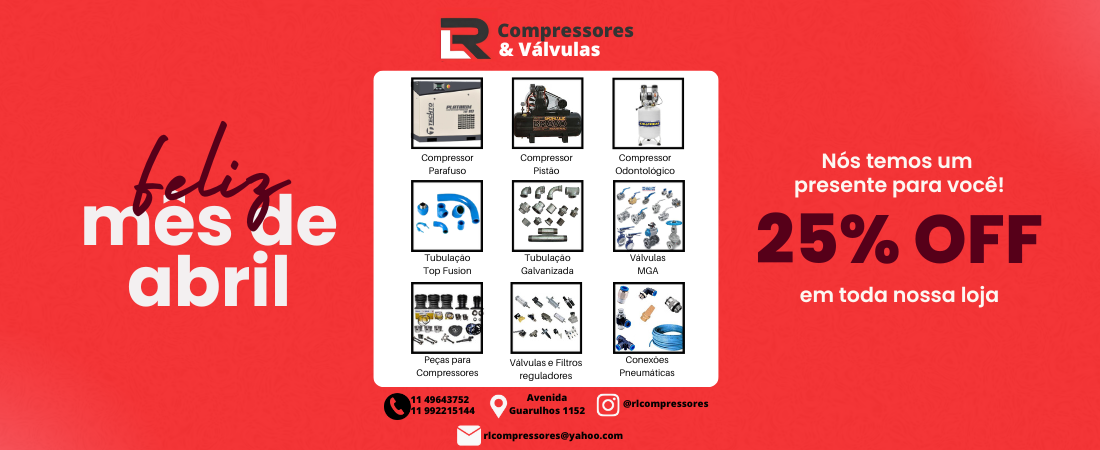 Compressores
& Válvulas
feliz
mês de
abril
Compressor
Parafuso
Compressor
Pistão
Compressor
Odontológico
Tubulação
Top Fusion
Tubulação
Galvanizada
Válvulas
MGA
Peças para
Compressores
Válvulas e Filtros
reguladores
Conexões
Pneumáticas
Nós temos um
presente para você!
25% OFF
em toda nossa loja
11 49643752
11 992215144
Avenida
Guarulhos 1152
@rlcompressores
rlcompressores@yahoo.com